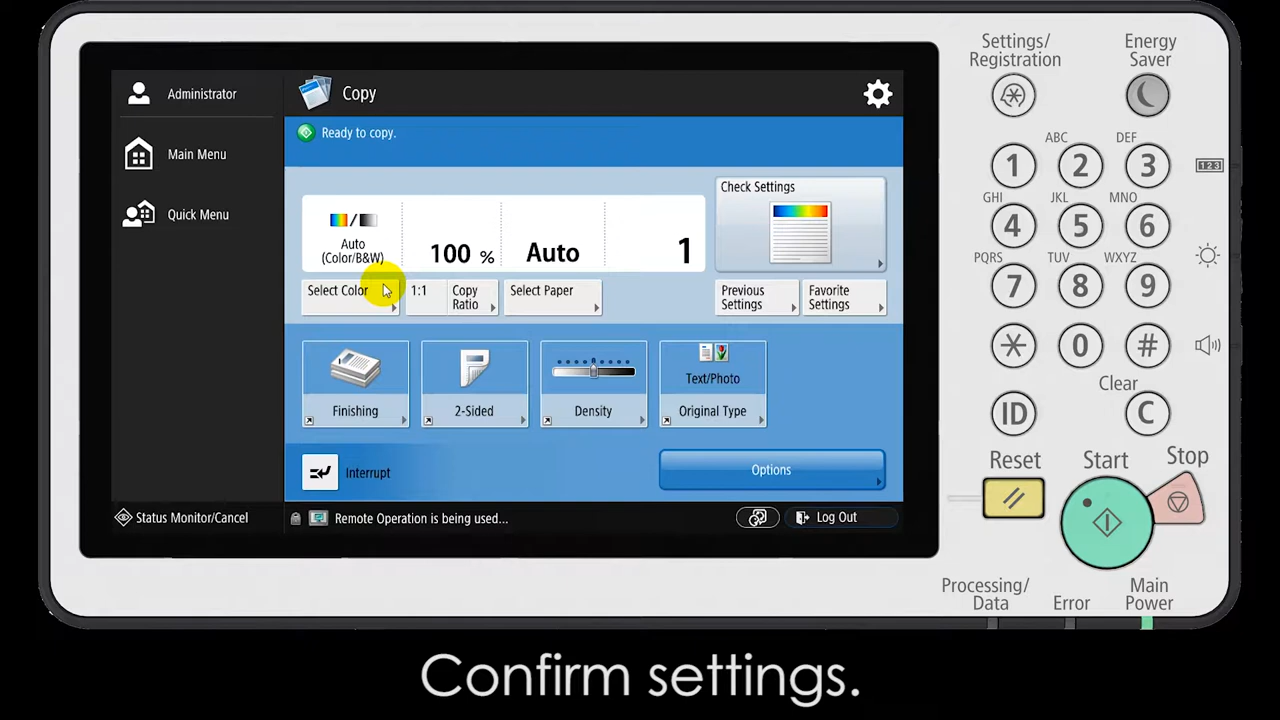 Settings/
Registration
Energy
Saver
Administrator
Copy
Main Menu
Ready to copy.
Quick Menu
Auto
(Color/B&W)
100 %
Auto
1
Check Settings
Select Color
1:1
Copy
Ratio
Select Paper
Previous
Settings
Favorite
Settings
Finishing
2-Sided
8
Density
Text/Photo
Original Type
Interrupt
Options
Status Monitor/Cancel
Remote Operation is being used...
Log Out
ABC
DEF
1
2
3
123
GHI
JKL
MNO
4
5
6
PQRS
TUV
WXYZ
7
8
9
0
#
Clear
ID
C
Reset
Start
Stop
Processing/
Data
Error
Main
Power
Confirm settings.